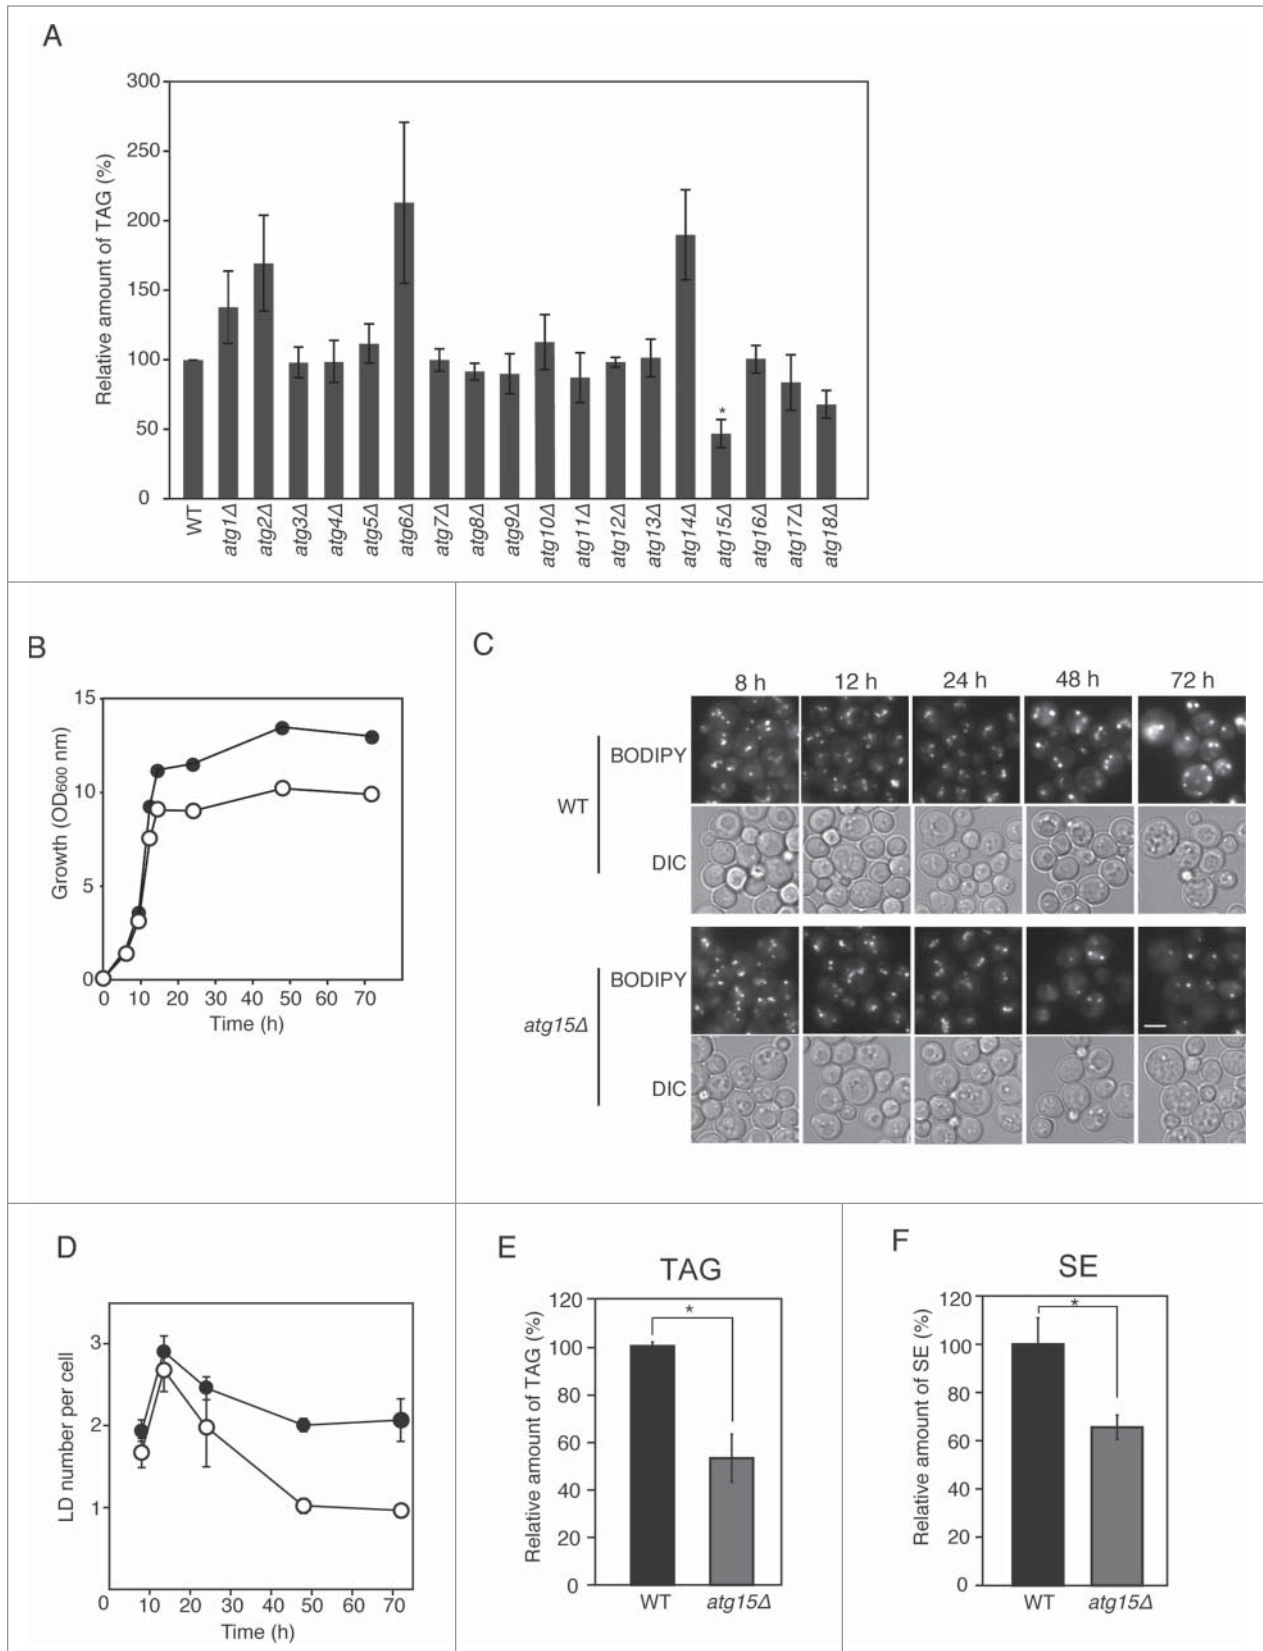 A
Relative amount of TAG (%)
300
250
200
150
100
50
0
WT
atg1Δ
atg2Δ
atg3Δ
atg4Δ
atg5Δ
atg6Δ
atg7Δ
atg8Δ
atg9Δ
atg10Δ
atg11Δ
atg12Δ
atg13Δ
atg14Δ
*
atg15Δ
atg16Δ
atg17Δ
atg18Δ
B
Growth (OD600 nm)
15
10
5
0
0 10 20 30 40 50 60 70
Time (h)
C
8 h 12 h 24 h 48 h 72 h
WT
BODIPY
DIC
atg15Δ
BODIPY
DIC
D
LD number per cell
3
2
1
0 10 20 30 40 50 60 70
Time (h)
E
TAG
Relative amount of TAG (%)
120
100
80
60
40
20
0
*
WT atg15Δ
F
SE
Relative amount of SE (%)
120
100
80
60
40
20
0
*
WT atg15Δ